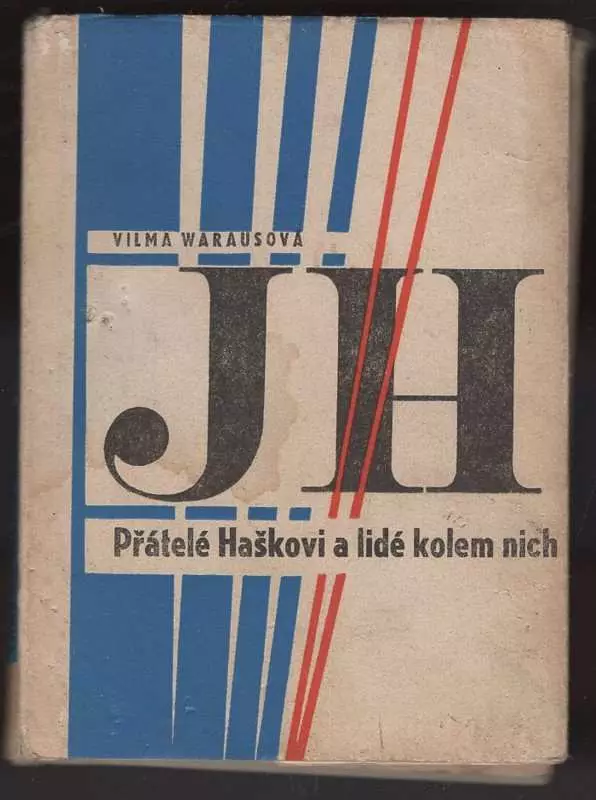 VILMA WARAUSOVÁ
JH
Přátelé Haškovi a lidé kolem nich